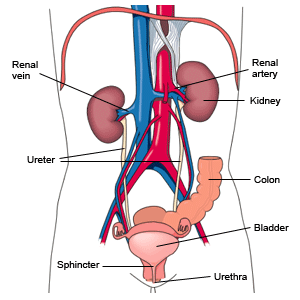 Renal
vein
Renal
artery
Kidney
Ureter
Colon
Bladder
Sphincter
Urethra